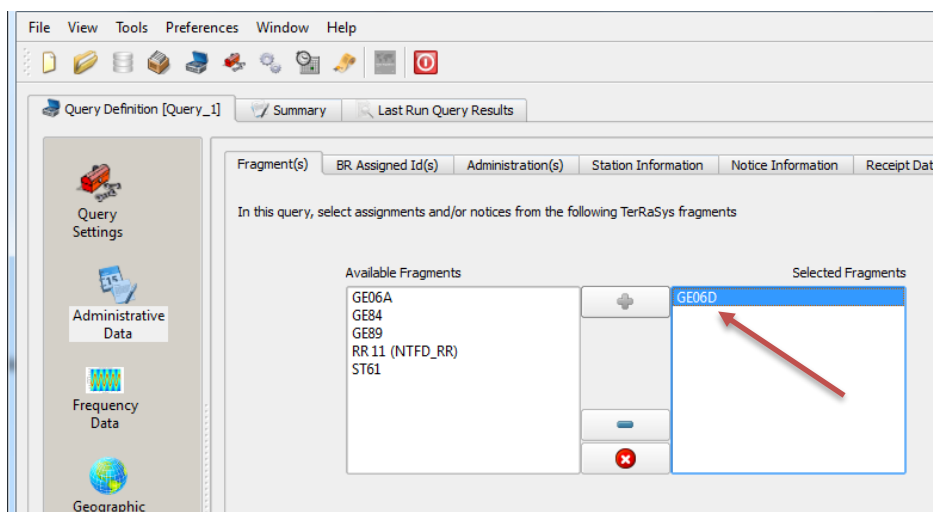 File View Tools Preferences Window Help
Query Definition [Query_1] Summary Last Run Query Results
Fragment(s) BR Assigned Id(s) Administration(s) Station Information Notice Information Receipt Dat
In this query, select assignments and/or notices from the following TerRaSys fragments
Query
Settings
Administrative
Data
Frequency
Data
Geographic
Available Fragments
GE06A
GE84
GE89
RR 11 (NTFD_RR)
ST61
Selected Fragments
GE06D